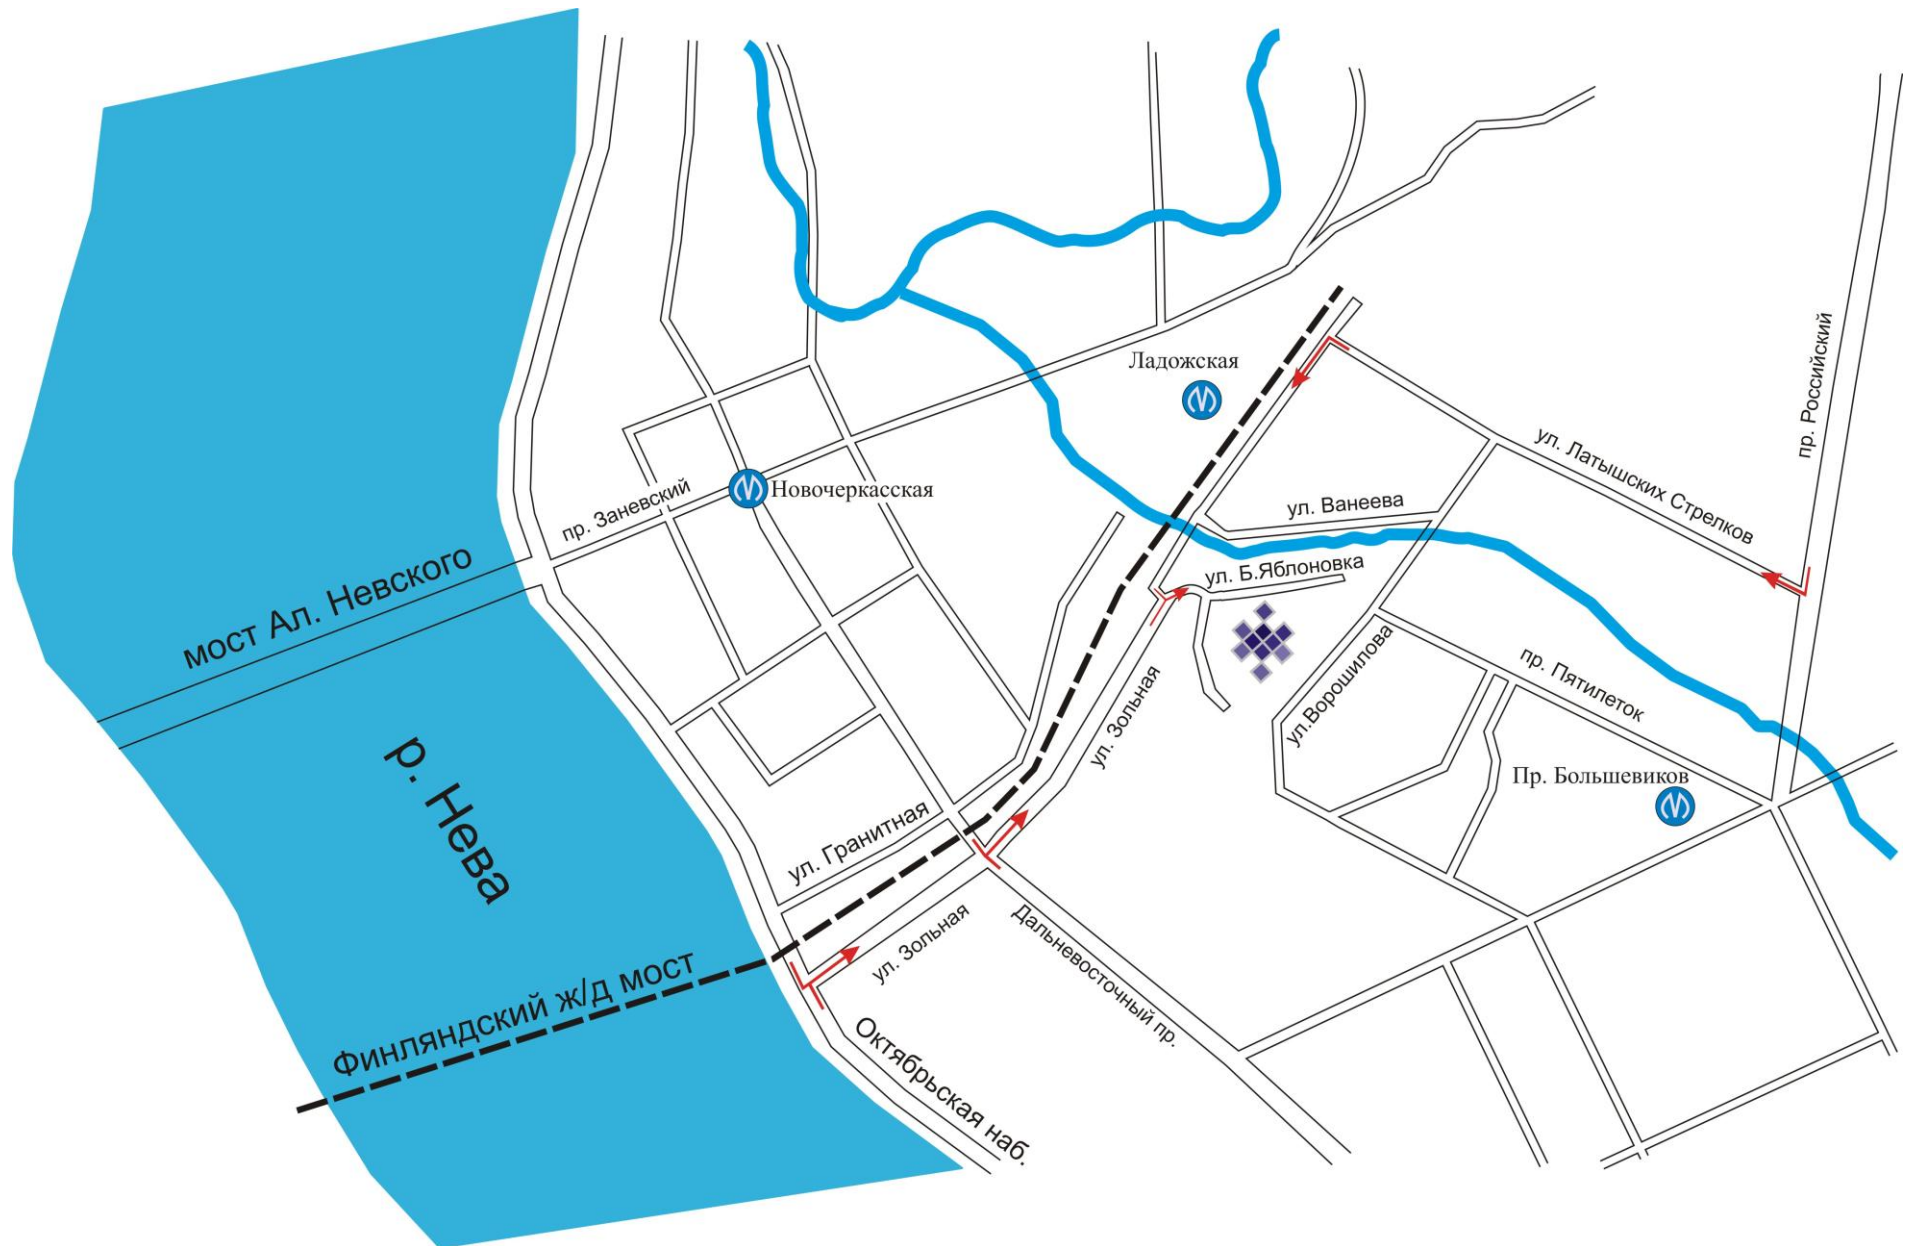 Ладожская
пр. Российский
ул. Латышских Стрелков
Новочеркасская
пр. Заневский
ул. Ванеева
мост Ал. Невского
ул. Б.Яблоновка
ул.Ворошилова
пр. Пятилеток
ул. Зольная
р. Нева
Пр. Большевиков
ул. Гранитная
ул. Зольная
Дальневосточный пр.
Финляндский ж/д мост
Октябрьская наб.